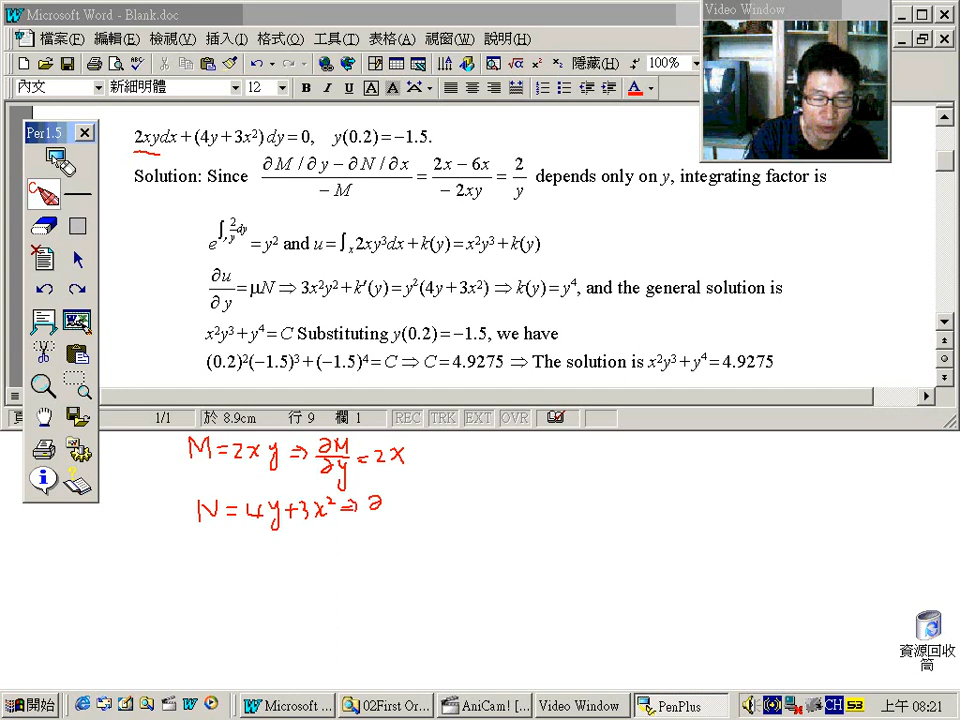 Microsoft Word - Blank.doc
Video Window
檔案(F) 編輯(E) 檢視(V) 插入(I) 格式(O) 工具(T) 表格(A) 視窗(W) 說明(H)
隱藏(H) 100%
內文 新細明體 12 B I U A A A
Per1.5
2xydx + (4y + 3x²)dy = 0, y(0.2) = −1.5.
Solution: Since (∂M/∂y − ∂N/∂x)/(−M) = (2x − 6x)/(−2xy) = 2/y depends only on y, integrating factor is
e^{∫_y (2/y) dy} = y² and u = ∫_x 2xy³dx + k(y) = x²y³ + k(y)
∂u/∂y = μN ⇒ 3x²y² + k′(y) = y²(4y + 3x²) ⇒ k(y) = y⁴, and the general solution is
x²y³ + y⁴ = C Substituting y(0.2) = −1.5, we have
(0.2)²(−1.5)³ + (−1.5)⁴ = C ⇒ C = 4.9275 ⇒ The solution is x²y³ + y⁴ = 4.9275
頁 1/1 於 8.9cm 行 9 欄 1 REC TRK EXT OVR
M = 2xy ⇒ ∂M/∂y = 2x
N = 4y + 3x² ⇒ ∂
資源回收筒
開始 Microsoft ... 02First Or... AniCam! [... Video Window PenPlus CH 53 上午 08:21